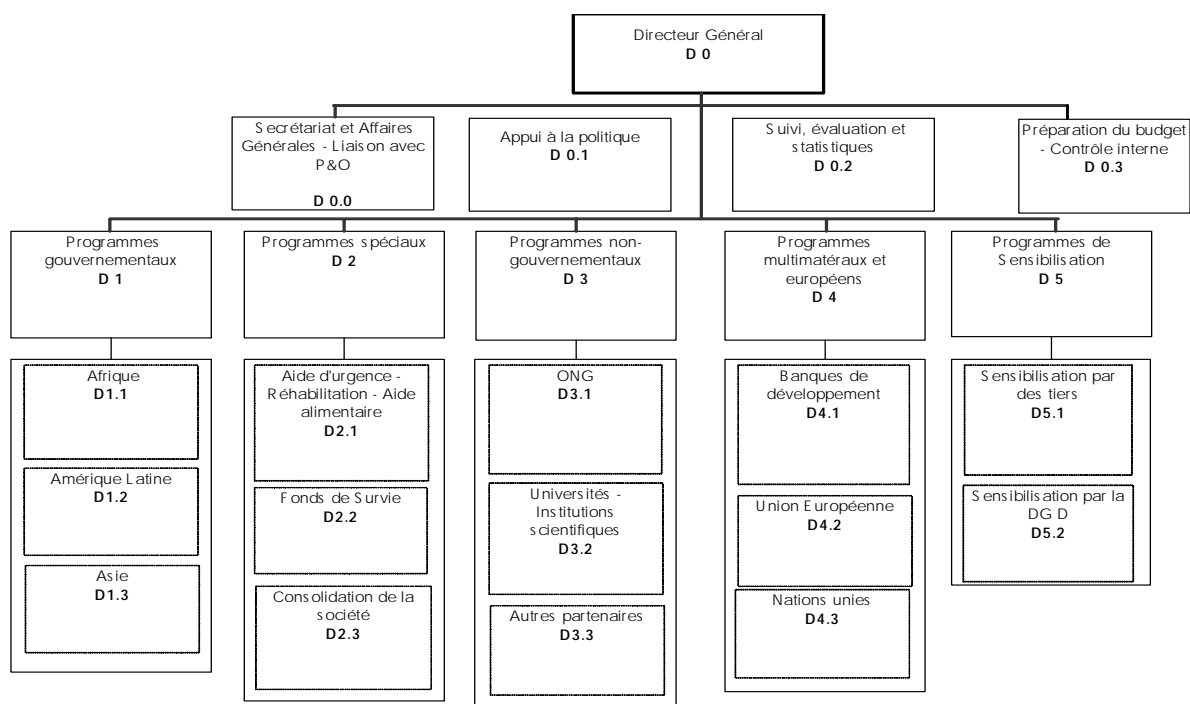 Directeur Général
D 0
Secrétariat et Affaires
Générales - Liaison avec
P&O
D 0.0
Appui à la politique
D 0.1
Suivi, évaluation et
statistiques
D 0.2
Préparation du budget
- Contrôle interne
D 0.3
Programmes
gouvernementaux
D 1
Programmes spéciaux
D 2
Programmes non-
gouvernementaux
D 3
Programmes
multimatéraux et
européens
D 4
Programmes de
Sensibilisation
D 5
Afrique
D1.1
Amérique Latine
D1.2
Asie
D1.3
Aide d'urgence -
Réhabilitation - Aide
alimentaire
D2.1
Fonds de Survie
D2.2
Consolidation de la
société
D2.3
ONG
D3.1
Universités -
Institutions
scientifiques
D3.2
Autres partenaires
D3.3
Banques de
développement
D4.1
Union Européenne
D4.2
Nations unies
D4.3
Sensibilisation par
des tiers
D5.1
Sensibilisation par la
DGD
D5.2